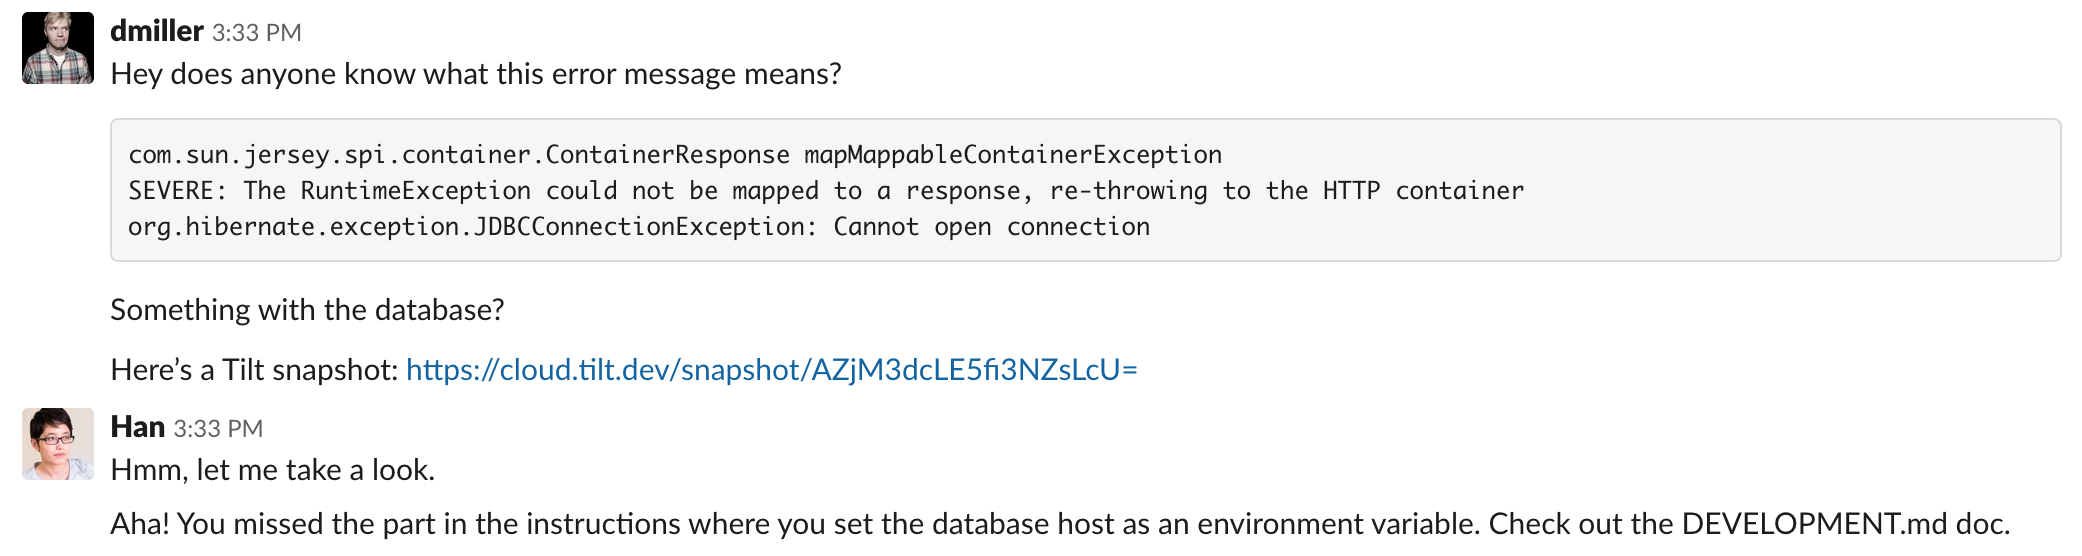 dmiller 3:33 PM
Hey does anyone know what this error message means?
com.sun.jersey.spi.container.ContainerResponse mapMappableContainerException
SEVERE: The RuntimeException could not be mapped to a response, re-throwing to the HTTP container
org.hibernate.exception.JDBCConnectionException: Cannot open connection
Something with the database?
Here’s a Tilt snapshot: https://cloud.tilt.dev/snapshot/AZjM3dcLE5fi3NZsLcU=
Han 3:33 PM
Hmm, let me take a look.
Aha! You missed the part in the instructions where you set the database host as an environment variable. Check out the DEVELOPMENT.md doc.